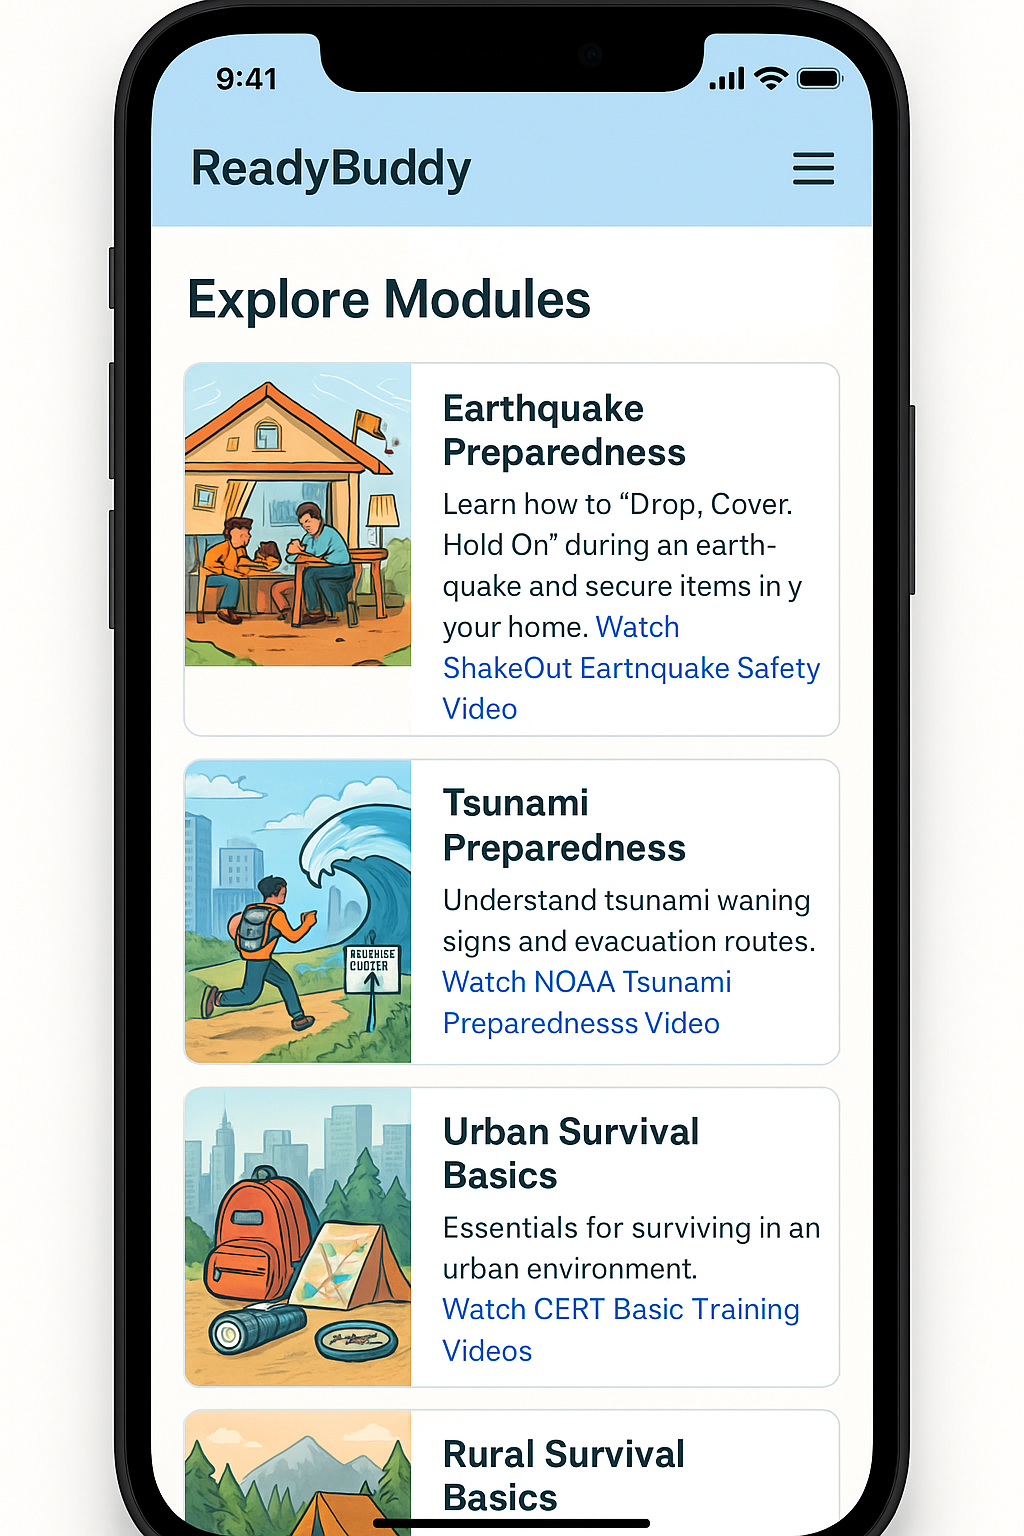 9:41
ReadyBuddy
Explore Modules
Earthquake
Preparedness
Learn how to “Drop, Cover.
Hold On” during an earth-
quake and secure items in y
your home. Watch
ShakeOut Eartnquake Safety
Video
Tsunami
Preparedness
Understand tsunami waning
signs and evacuation routes.
Watch NOAA Tsunami
Preparednesss Video
Urban Survival
Basics
Essentials for surviving in an
urban environment.
Watch CERT Basic Training
Videos
Rural Survival
Basics